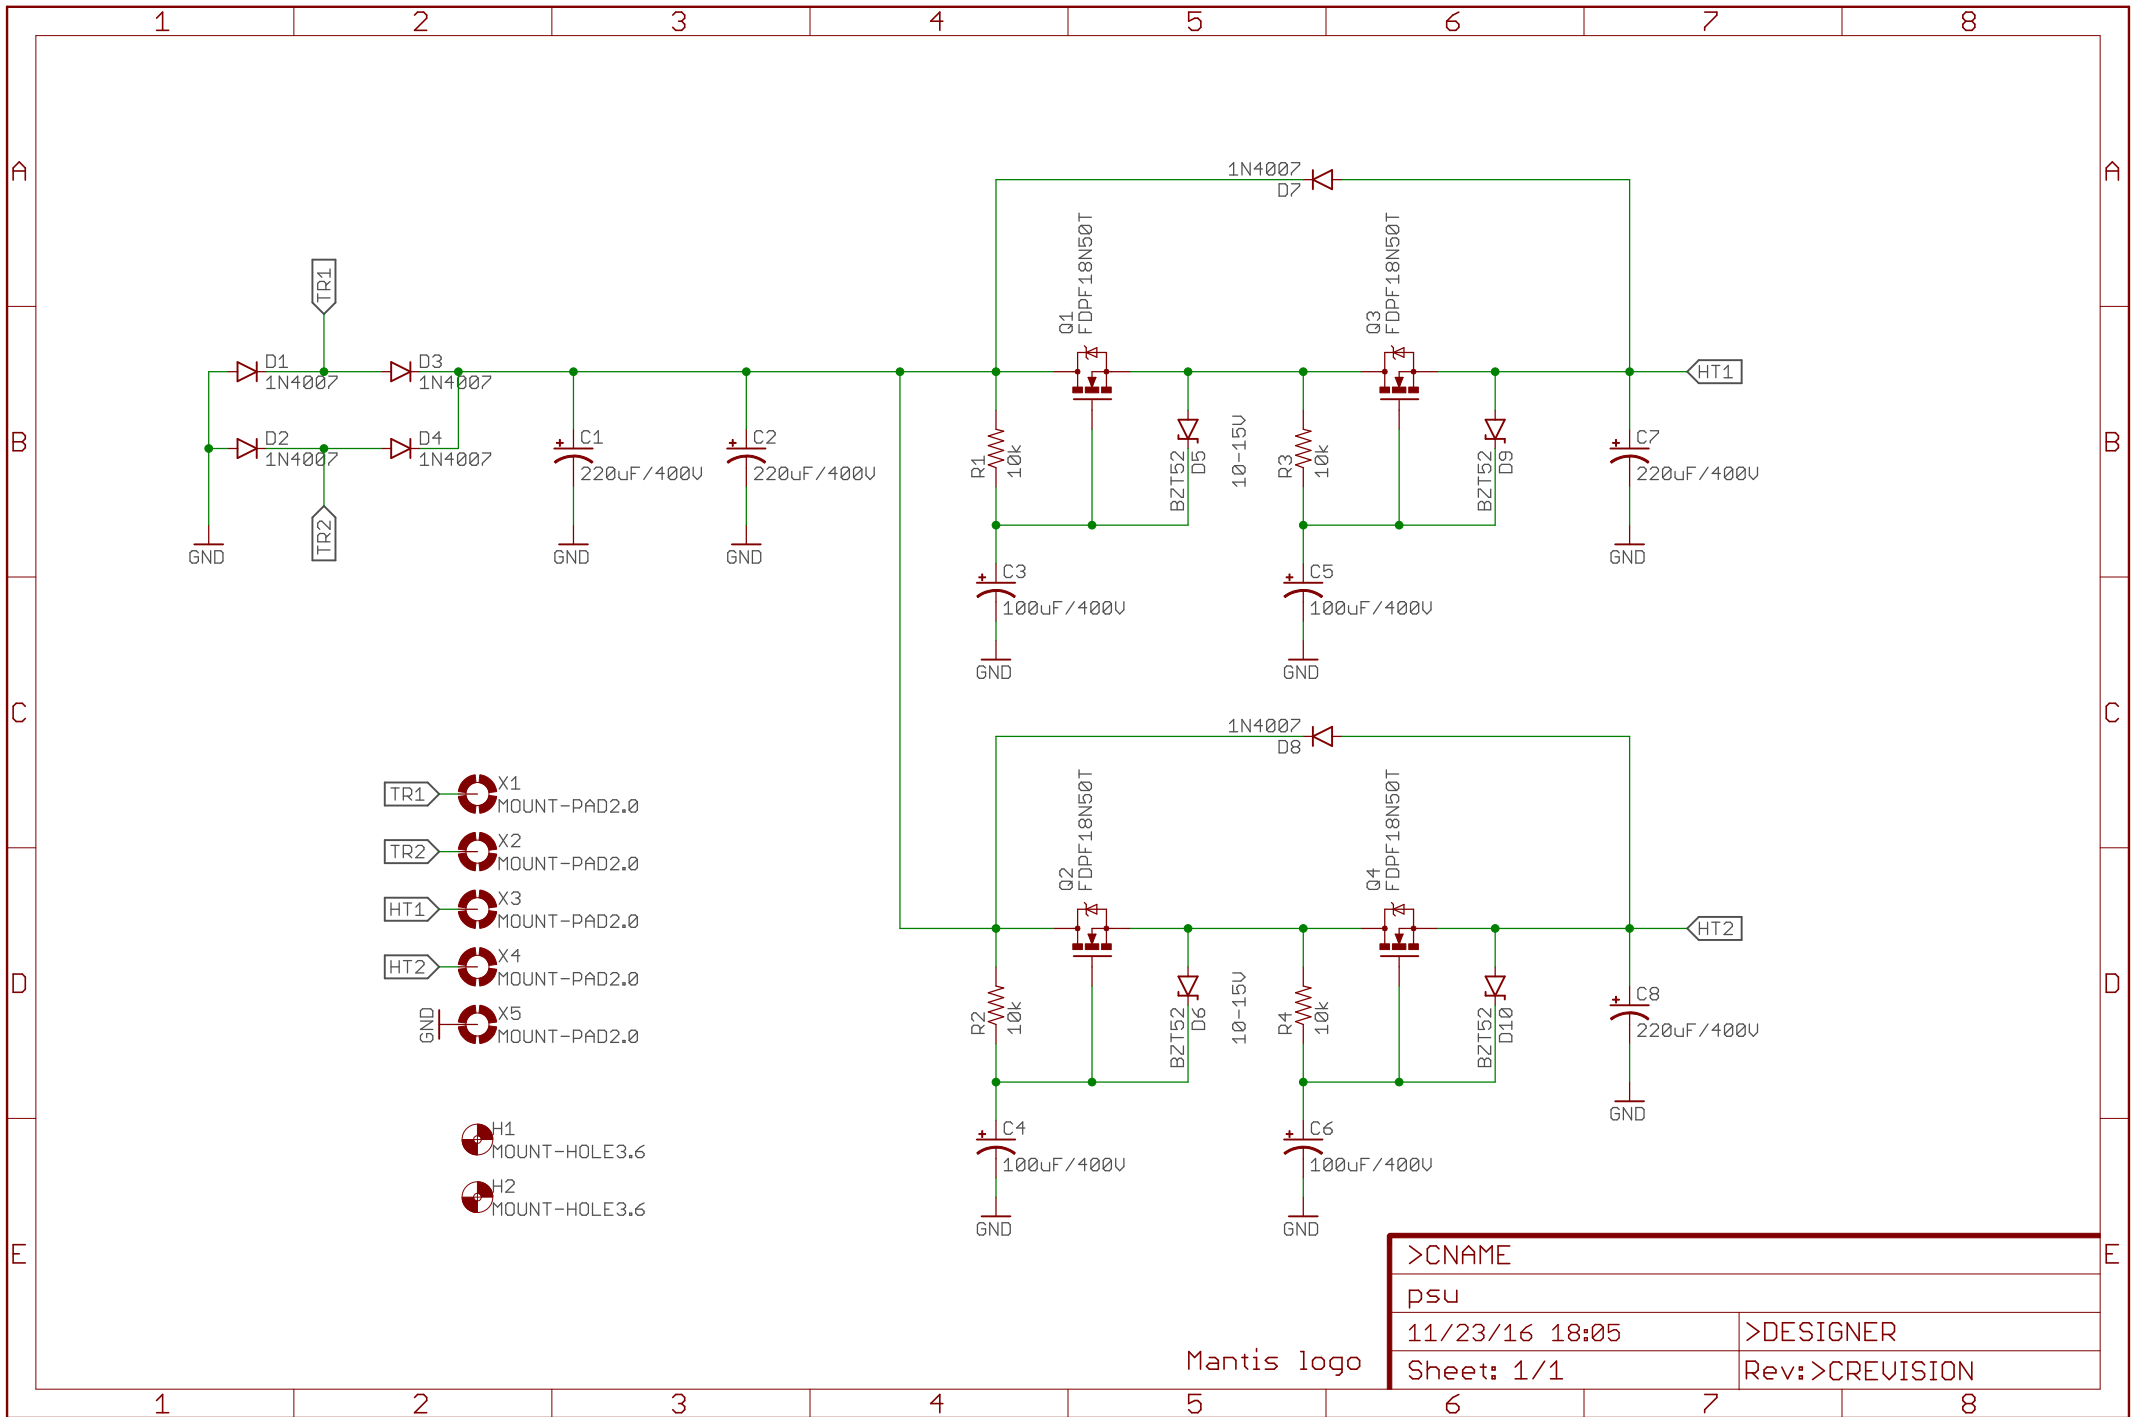 1 2 3 4 5 6 7 8
A A
1N4007
D7
Q1
FDPF18N50T
Q3
FDPF18N50T
TR1
D1
1N4007
D3
1N4007
HT1
B B
D2
1N4007
D4
1N4007
C1
220uF/400V
C2
220uF/400V
R1
10k
BZT52
D5
10-15V
R3
10k
BZT52
D9
C7
220uF/400V
TR2
GND
GND
GND
GND
C3
100uF/400V
C5
100uF/400V
GND
GND
C C
1N4007
D8
TR1
X1
MOUNT-PAD2.0
TR2
X2
MOUNT-PAD2.0
HT1
X3
MOUNT-PAD2.0
HT2
X4
MOUNT-PAD2.0
GND
X5
MOUNT-PAD2.0
Q2
FDPF18N50T
Q4
FDPF18N50T
HT2
D D
R2
10k
BZT52
D6
10-15V
R4
10k
BZT52
D10
C8
220uF/400V
GND
H1
MOUNT-HOLE3.6
H2
MOUNT-HOLE3.6
C4
100uF/400V
C6
100uF/400V
GND
GND
E E
>CNAME
psu
11/23/16 18:05 >DESIGNER
Mantis logo
Sheet: 1/1 Rev:>CREVISION
1 2 3 4 5 6 7 8